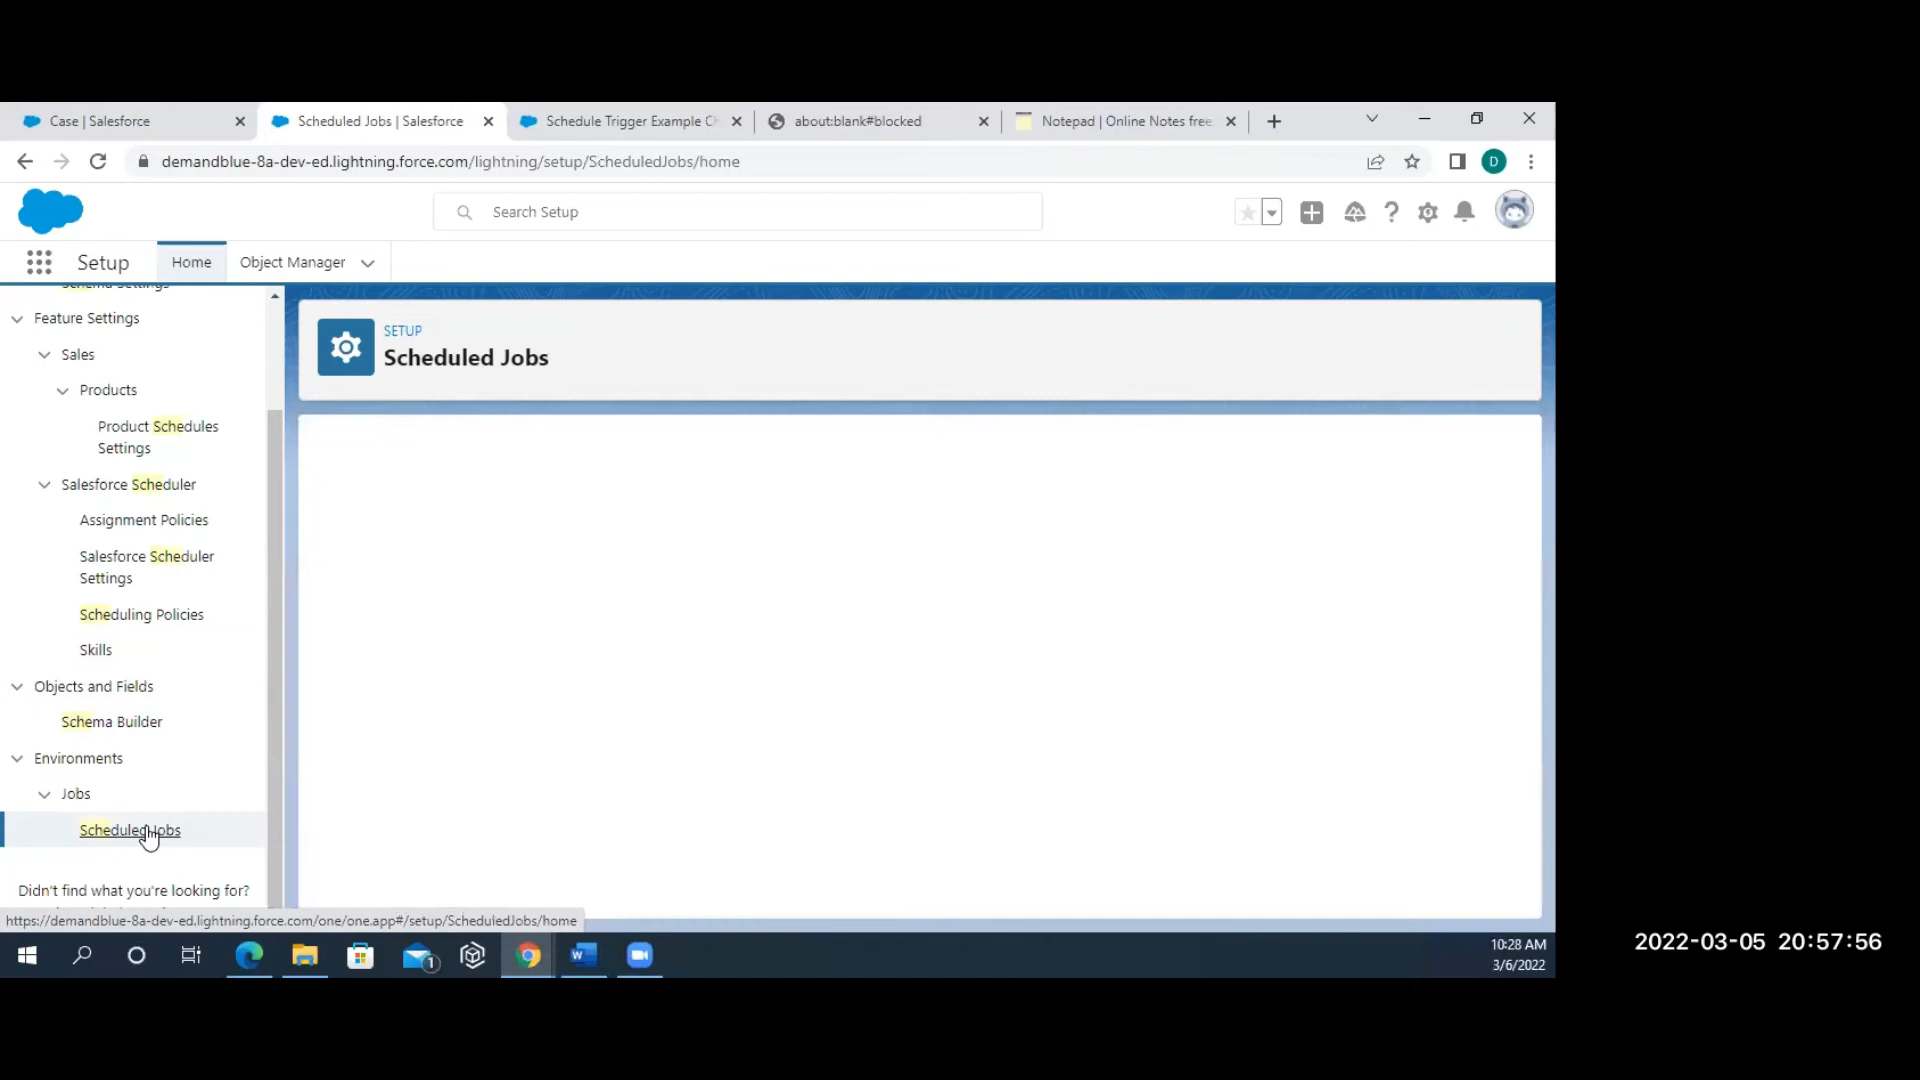 Case | Salesforce
Scheduled Jobs | Salesforce
Schedule Trigger Example Ch
about:blank#blocked
Notepad | Online Notes free
demandblue-8a-dev-ed.lightning.force.com/lightning/setup/ScheduledJobs/home
D
Search Setup
Setup
Home
Object Manager
Schema Settings
Feature Settings
Sales
Products
Product Schedules
Settings
Salesforce Scheduler
Assignment Policies
Salesforce Scheduler
Settings
Scheduling Policies
Skills
Objects and Fields
Schema Builder
Environments
Jobs
Scheduled Jobs
Didn't find what you're looking for?
SETUP
Scheduled Jobs
https://demandblue-8a-dev-ed.lightning.force.com/one/one.app#/setup/ScheduledJobs/home
1
10:28 AM
3/6/2022
2022-03-05 20:57:56